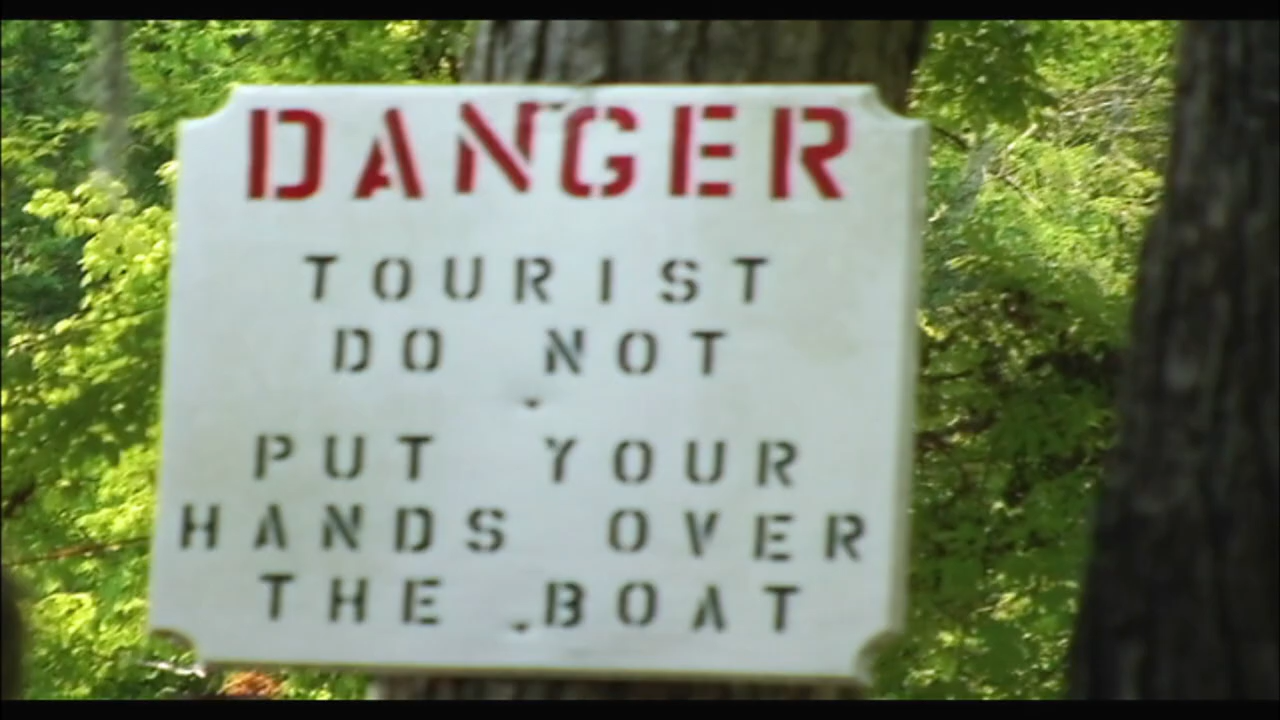 DANGER
TOURIST
DO NOT
PUT YOUR
HANDS OVER
THE BOAT